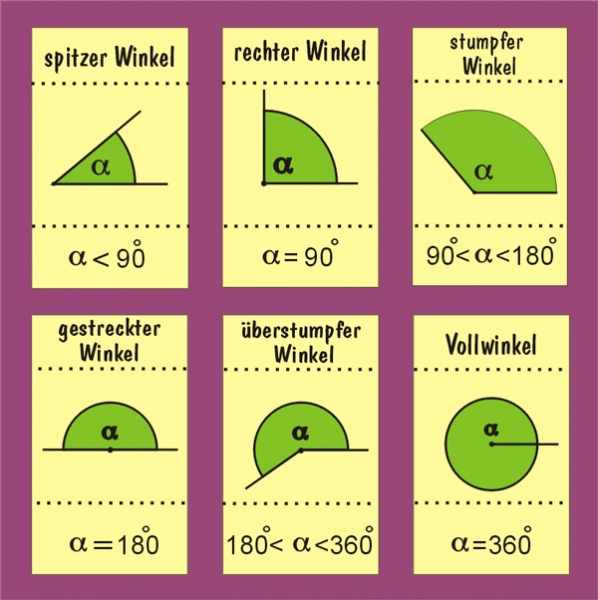 spitzer Winkel
α
α < 90°
rechter Winkel
α
α = 90°
stumpfer
Winkel
α
90°< α <180°
gestreckter
Winkel
α
α = 180°
überstumpfer
Winkel
α
180°< α <360°
Vollwinkel
α
α =360°